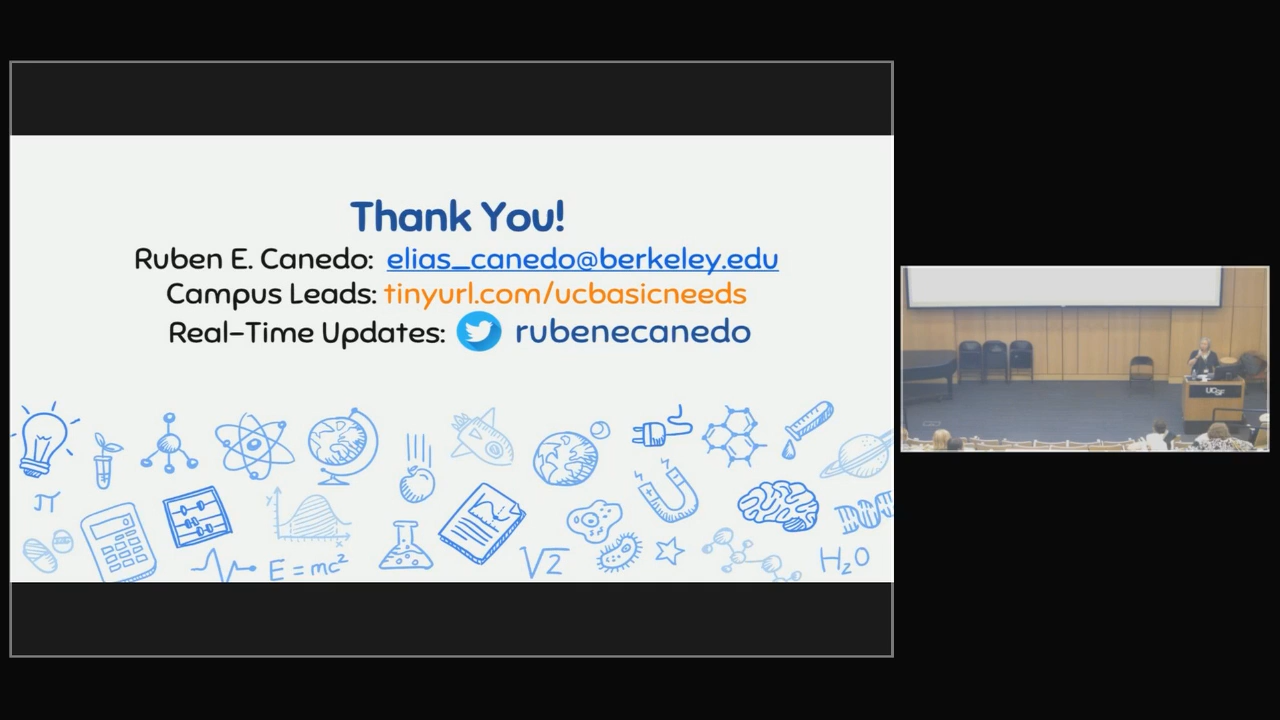 Thank You!
Ruben E. Canedo: elias_canedo@berkeley.edu
Campus Leads: tinyurl.com/ucbasicneeds
Real-Time Updates: rubenecanedo
π
E = mc²
√2
H₂O
y
x
UCSF